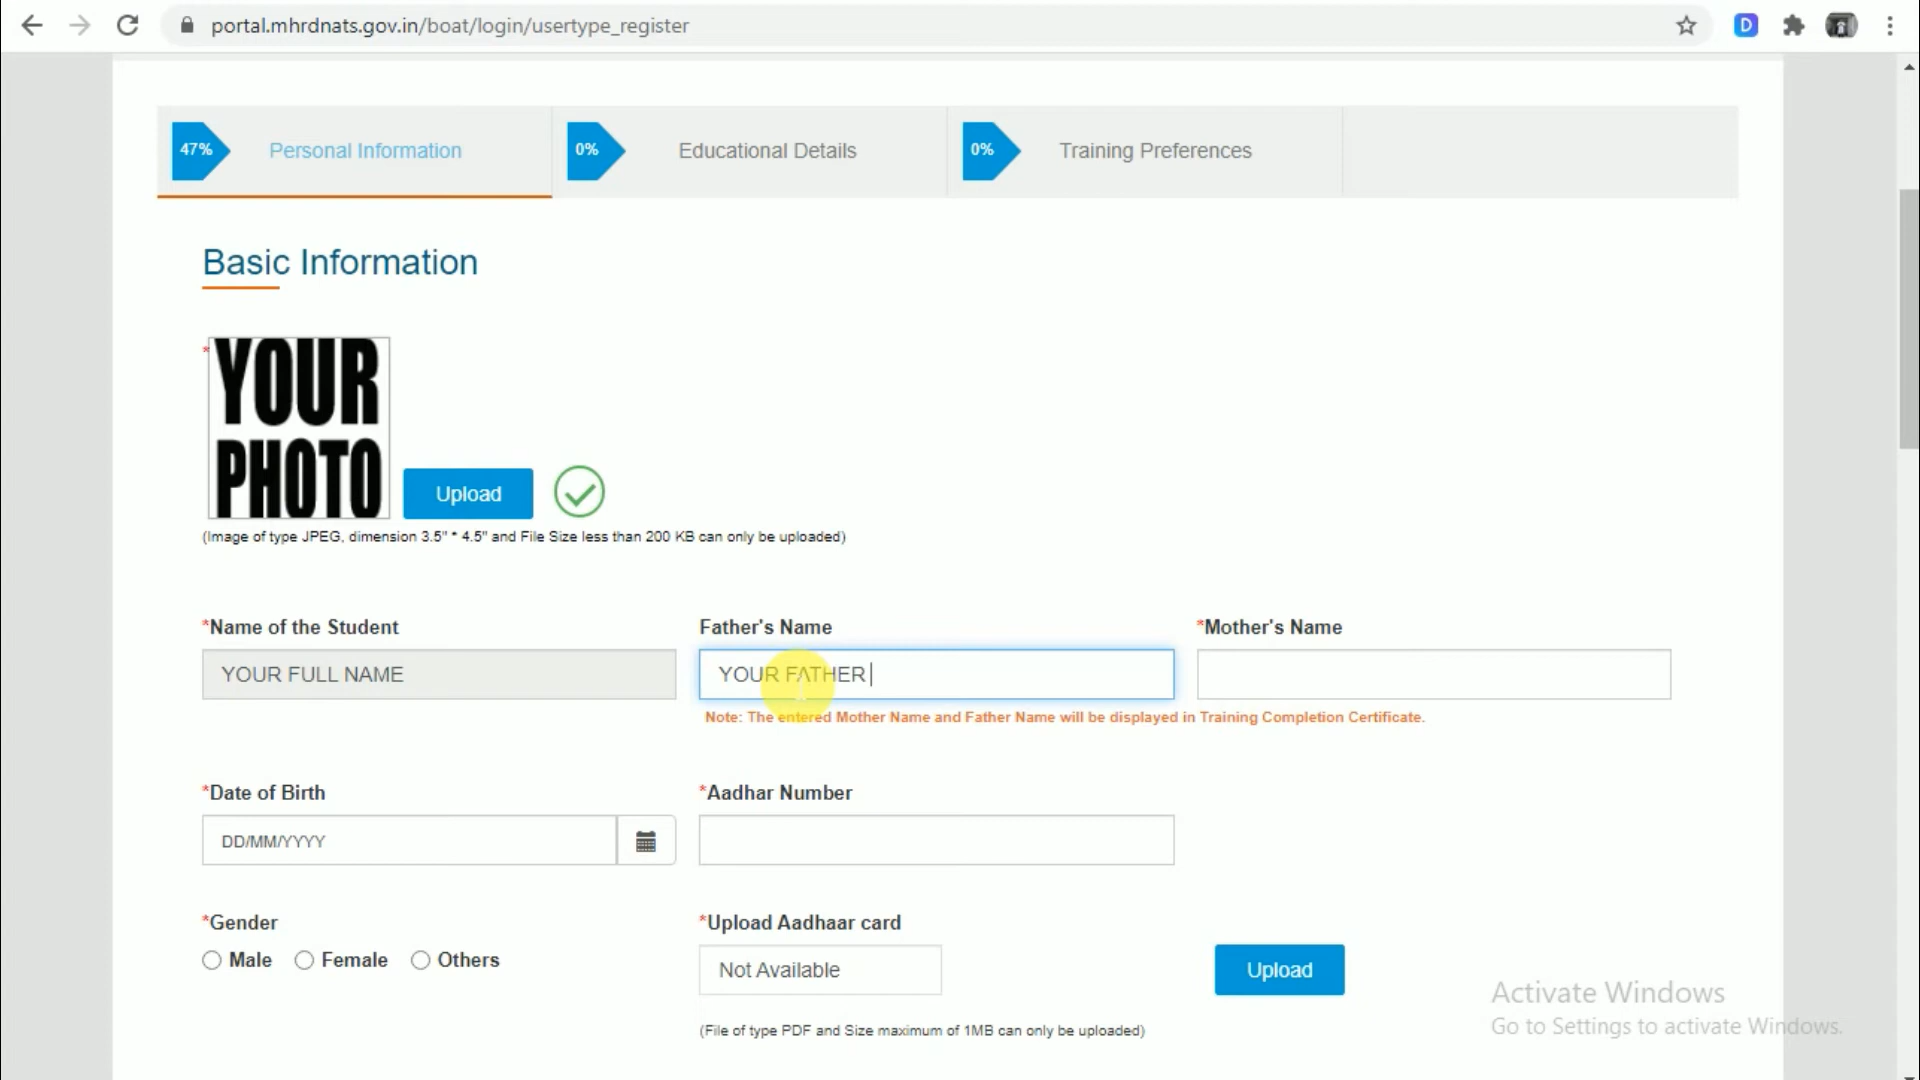 portal.mhrdnats.gov.in/boat/login/usertype_register
D
47% Personal Information 0% Educational Details 0% Training Preferences
Basic Information
*
YOUR
PHOTO
Upload
(Image of type JPEG, dimension 3.5" * 4.5" and File Size less than 200 KB can only be uploaded)
*Name of the Student Father's Name *Mother's Name
YOUR FULL NAME YOUR FATHER
Note: The entered Mother Name and Father Name will be displayed in Training Completion Certificate.
*Date of Birth *Aadhar Number
DD/MM/YYYY
*Gender *Upload Aadhaar card
Male Female Others
Not Available Upload
(File of type PDF and Size maximum of 1MB can only be uploaded)
Activate Windows
Go to Settings to activate Windows.